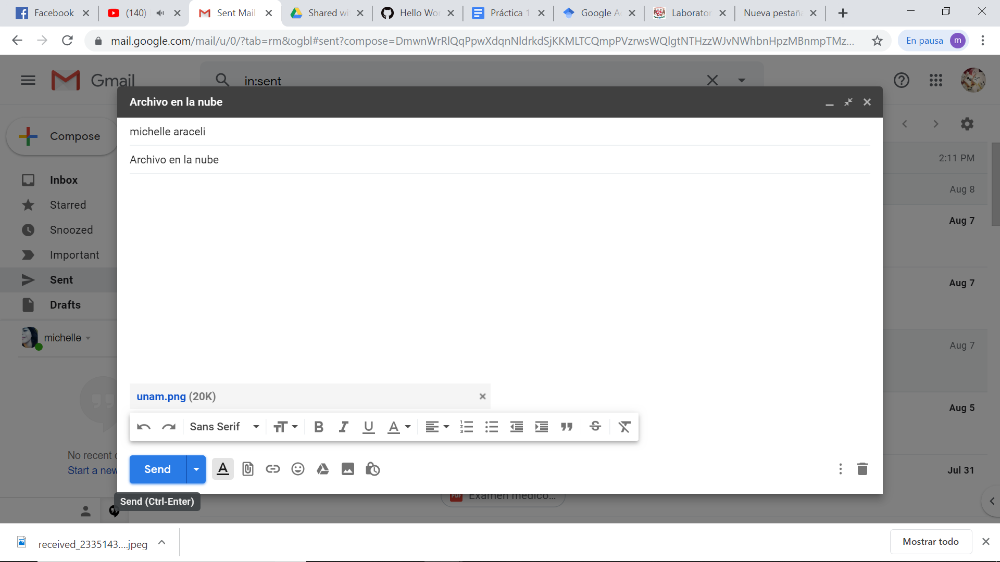 Facebook
(140)
Sent Mail
Shared wi
Hello Wor
Práctica 1
Google Ac
Laborator
Nueva pestañ
mail.google.com/mail/u/0/?tab=rm&ogbl#sent?compose=DmwnWrRlQqPpwXdqnNldrkdSjKKMLTCQmpPVzrwsWQlgtNTHzzWJvNWhbnHpzMBnmpTMz...
En pausa
m
Gmail
in:sent
Archivo en la nube
michelle araceli
Archivo en la nube
Compose
Inbox
Starred
Snoozed
Important
Sent
Drafts
michelle
No recent c
Start a new
2:11 PM
Aug 8
Aug 7
Aug 7
Aug 7
Aug 5
Jul 31
unam.png (20K)
Sans Serif
Send
Send (Ctrl-Enter)
PDF
Examen médico...
received_2335143....jpeg
Mostrar todo